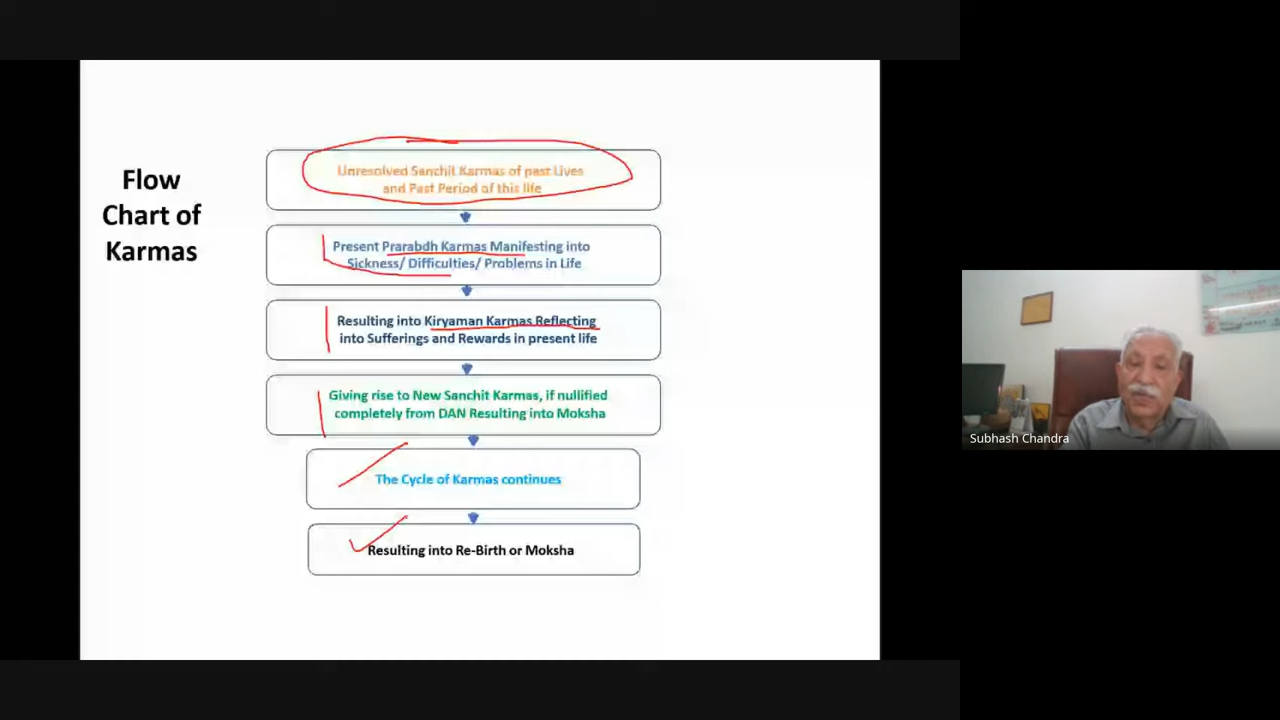 Flow
Chart of
Karmas
Unresolved Sanchit Karmas of past Lives
and Past Period of this life
Present Prarabdh Karmas Manifesting into
Sickness/ Difficulties/ Problems in Life
Resulting into Kiryaman Karmas Reflecting
into Sufferings and Rewards in present life
Giving rise to New Sanchit Karmas, if nullified
completely from DAN Resulting into Moksha
The Cycle of Karmas continues
Resulting into Re-Birth or Moksha
Subhash Chandra